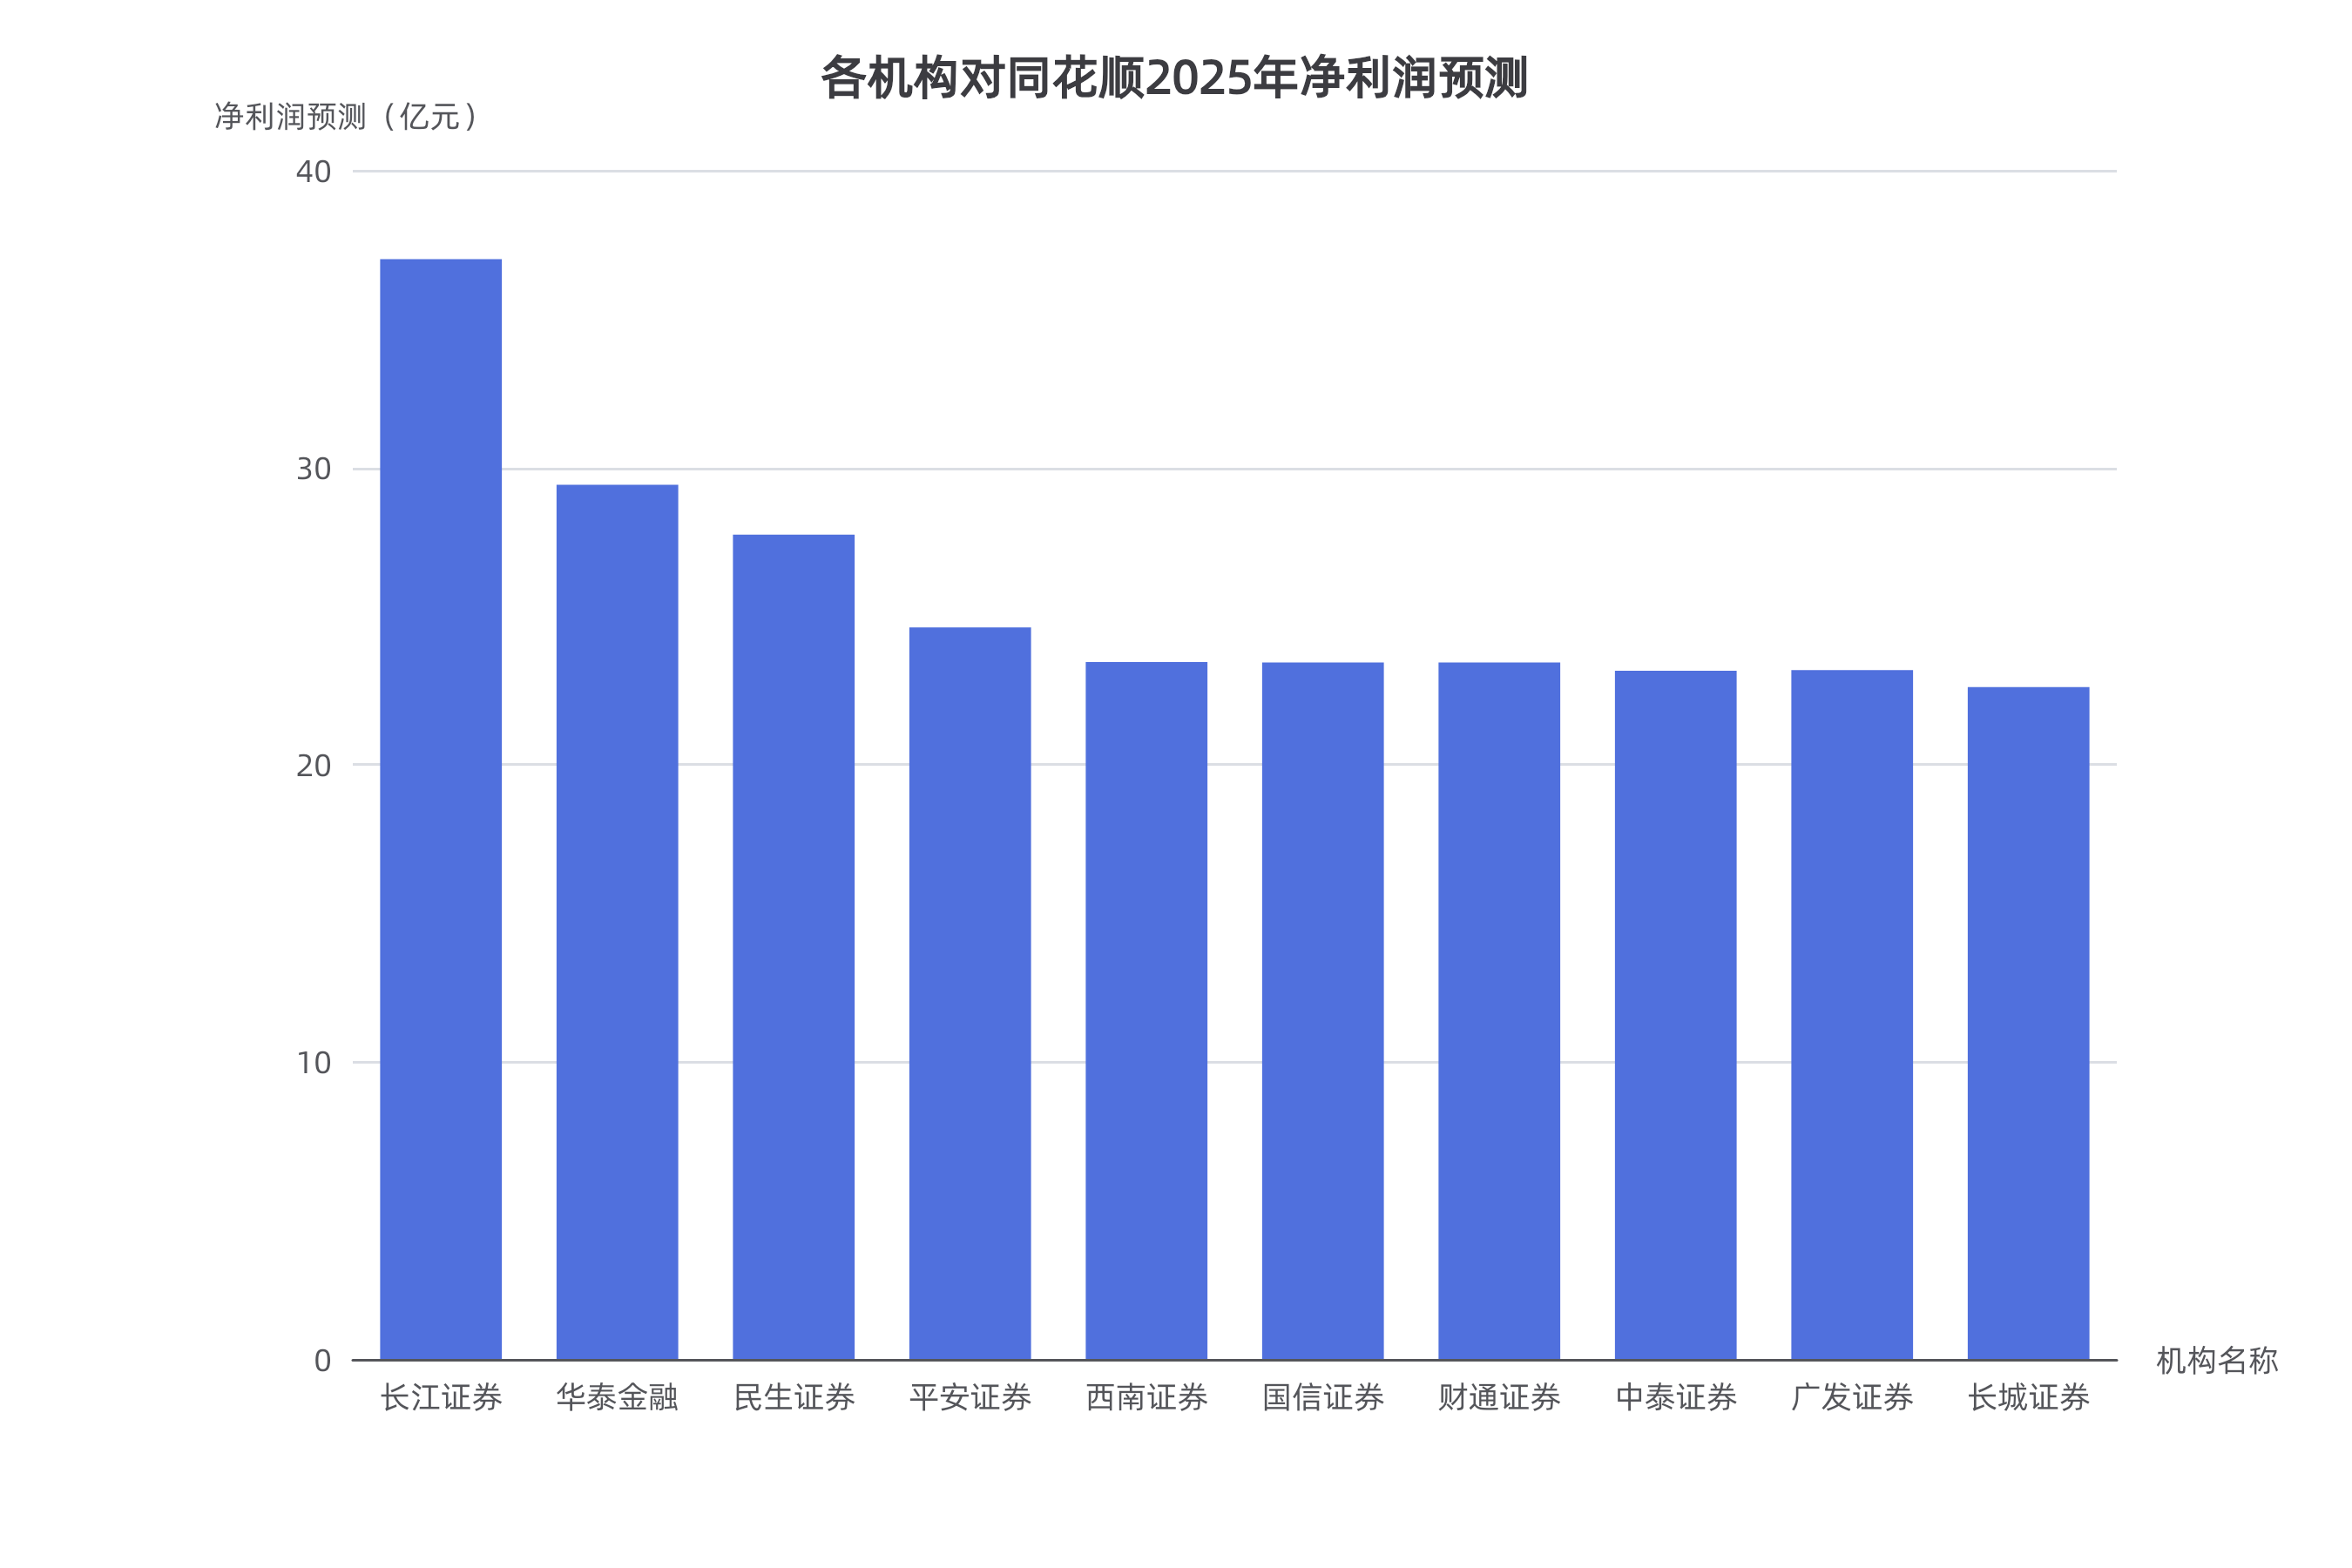 各机构对同花顺2025年净利润预测
净利润预测（亿元）
40
30
20
10
0
长江证券 华泰金融 民生证券 平安证券 西南证券 国信证券 财通证券 中泰证券 广发证券 长城证券
机构名称